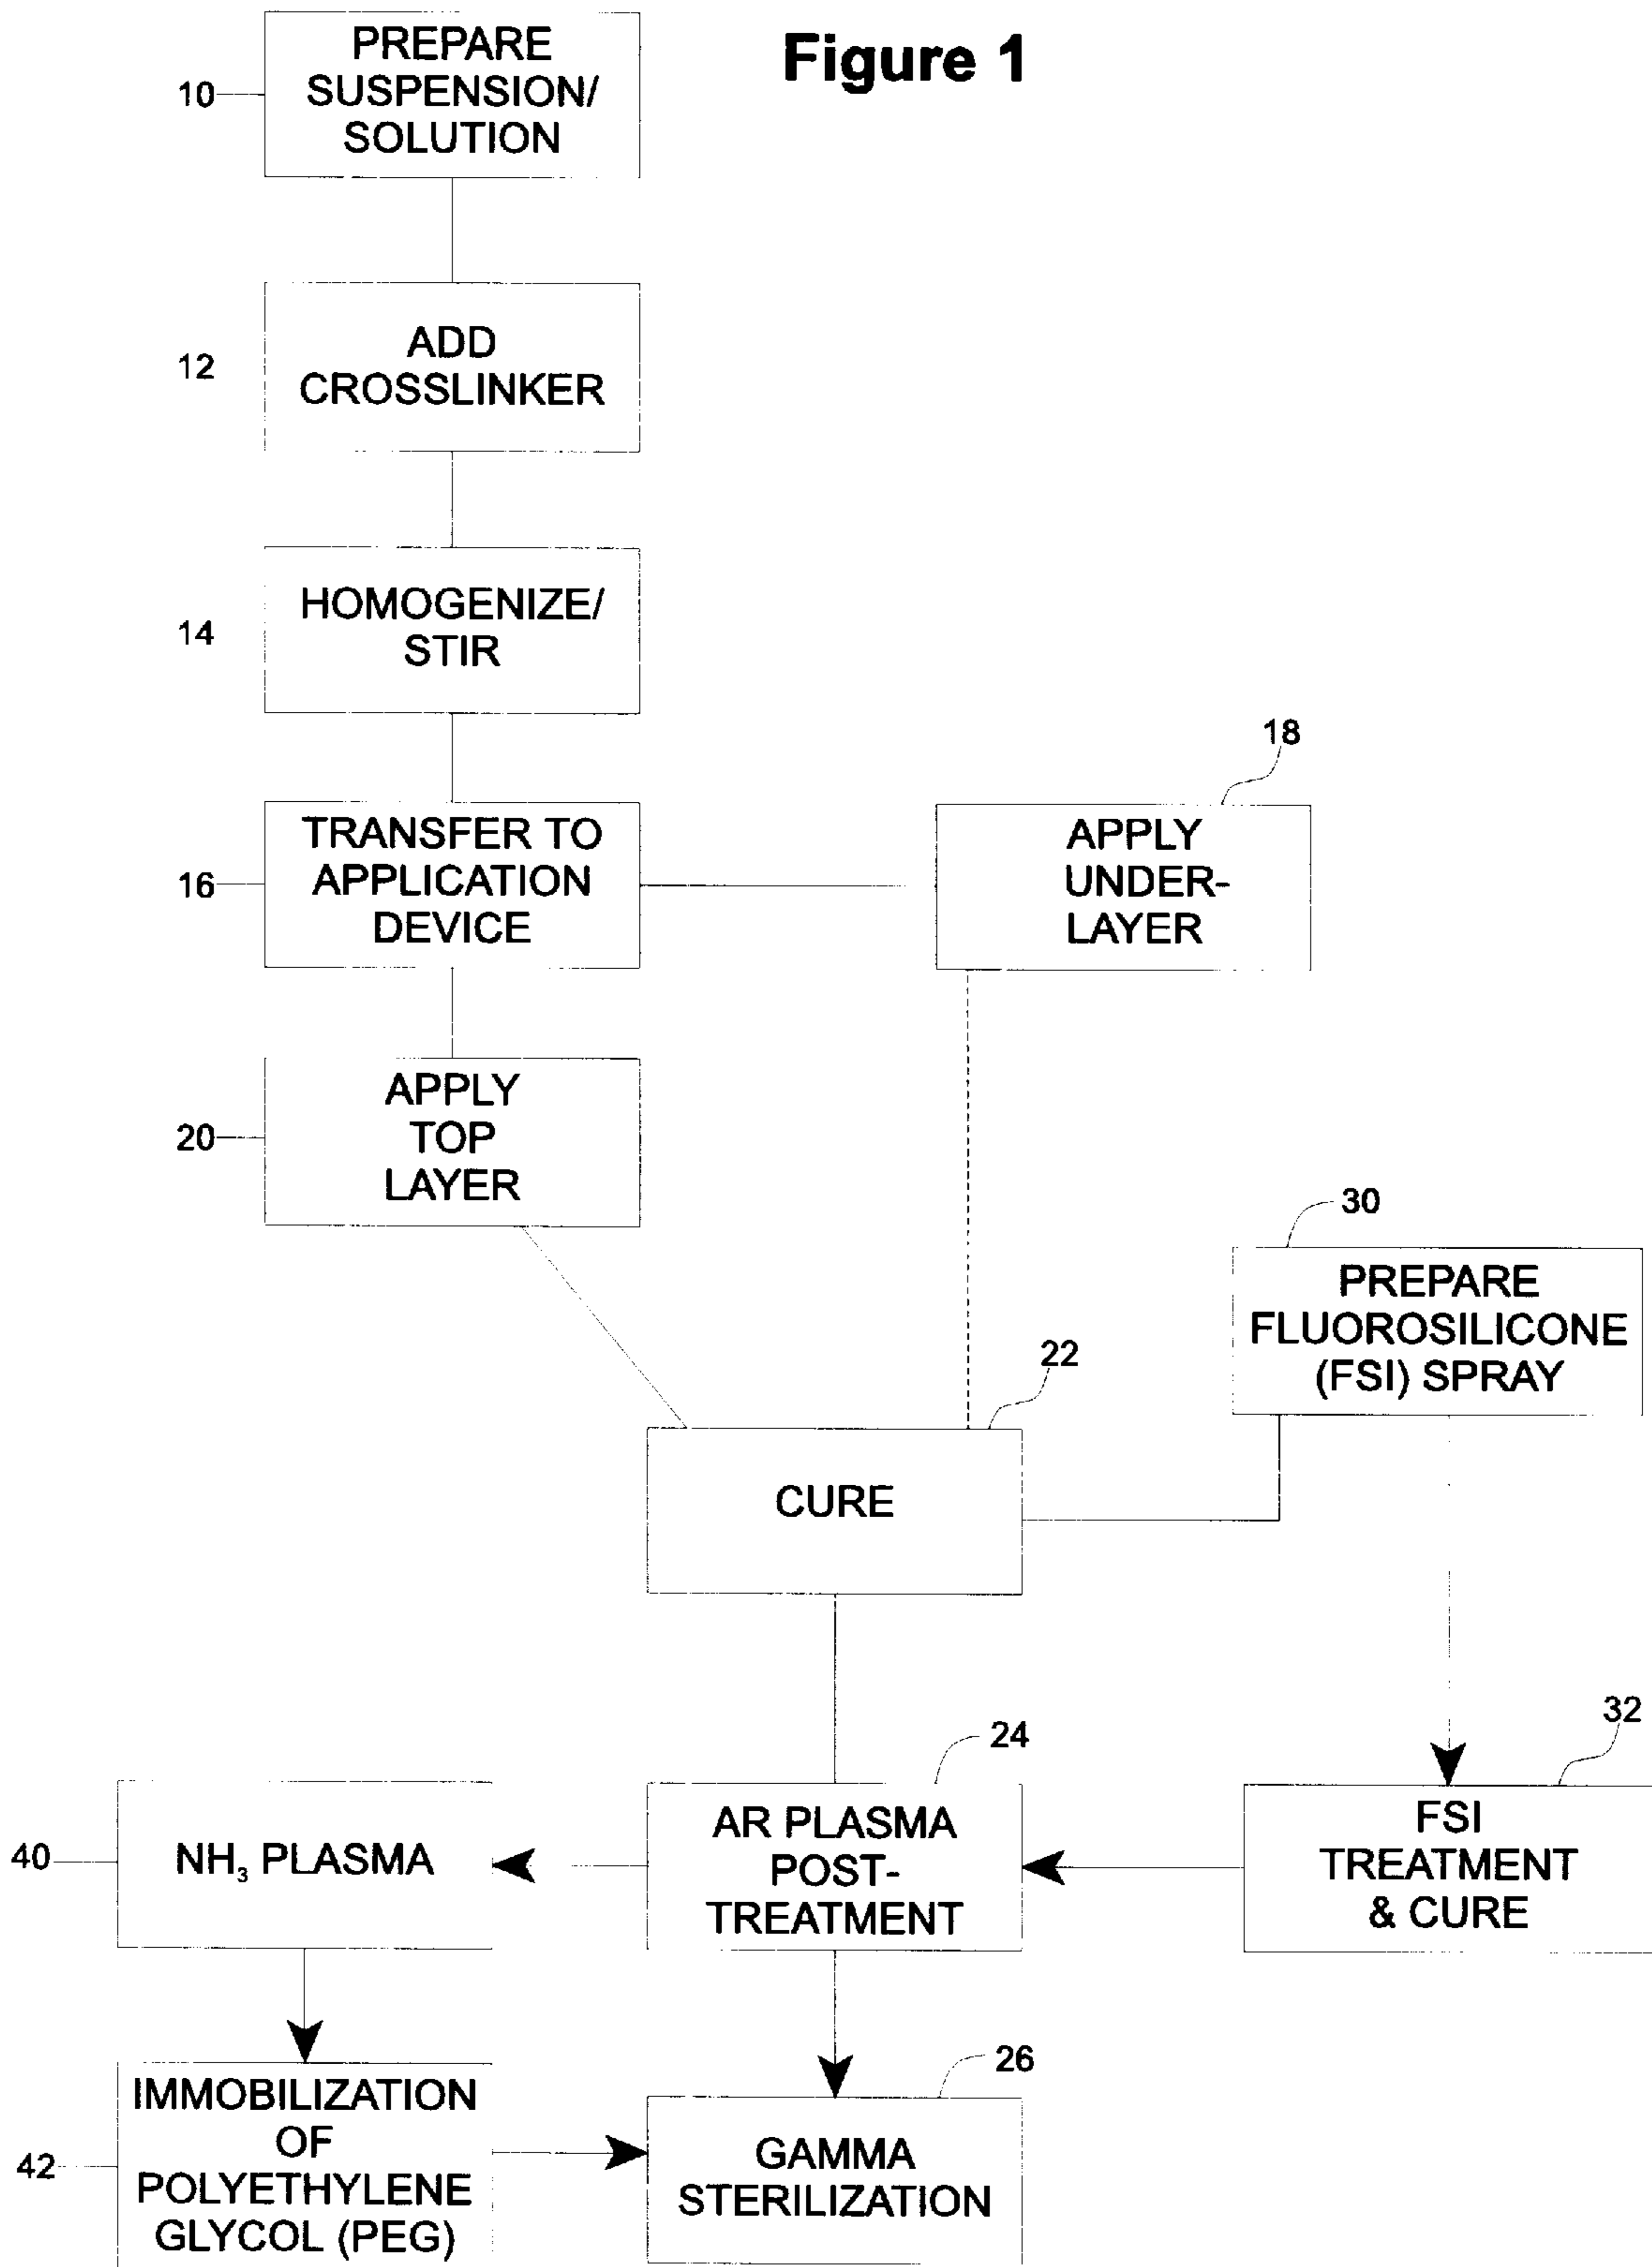 Figure 1
10
PREPARE
SUSPENSION/
SOLUTION
12
ADD
CROSSLINKER
14
HOMOGENIZE/
STIR
16
TRANSFER TO
APPLICATION
DEVICE
18
APPLY
UNDER-
LAYER
20
APPLY
TOP
LAYER
30
PREPARE
FLUOROSILICONE
(FSI) SPRAY
22
CURE
24
AR PLASMA
POST-
TREATMENT
32
FSI
TREATMENT
& CURE
40
NH₃ PLASMA
42
IMMOBILIZATION
OF
POLYETHYLENE
GLYCOL (PEG)
26
GAMMA
STERILIZATION